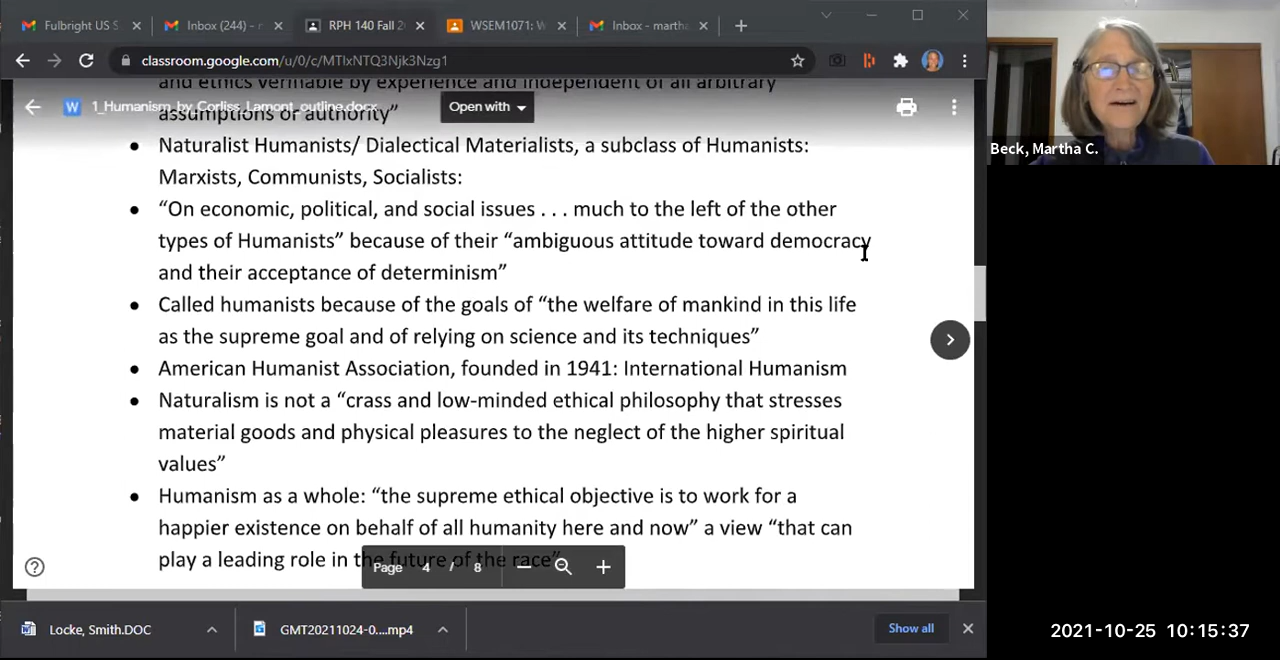 Fulbright US S
Inbox (244) - r
RPH 140 Fall 2
WSEM1071: W
Inbox - martha
classroom.google.com/u/0/c/MTIxNTQ3Njk3Nzg1
and ethics verifiable by experience and independent of all arbitrary
1_Humanism_by_Corliss_Lamont_outline.docx
Open with
assumptions or authority”
• Naturalist Humanists/ Dialectical Materialists, a subclass of Humanists:
Marxists, Communists, Socialists:
• “On economic, political, and social issues . . . much to the left of the other
types of Humanists” because of their “ambiguous attitude toward democracy
and their acceptance of determinism”
• Called humanists because of the goals of “the welfare of mankind in this life
as the supreme goal and of relying on science and its techniques”
• American Humanist Association, founded in 1941: International Humanism
• Naturalism is not a “crass and low-minded ethical philosophy that stresses
material goods and physical pleasures to the neglect of the higher spiritual
values”
• Humanism as a whole: “the supreme ethical objective is to work for a
happier existence on behalf of all humanity here and now” a view “that can
play a leading role in the future of the race”
Page 4 / 8
Locke, Smith.DOC
GMT20211024-0....mp4
Show all
Beck, Martha C.
2021-10-25 10:15:37